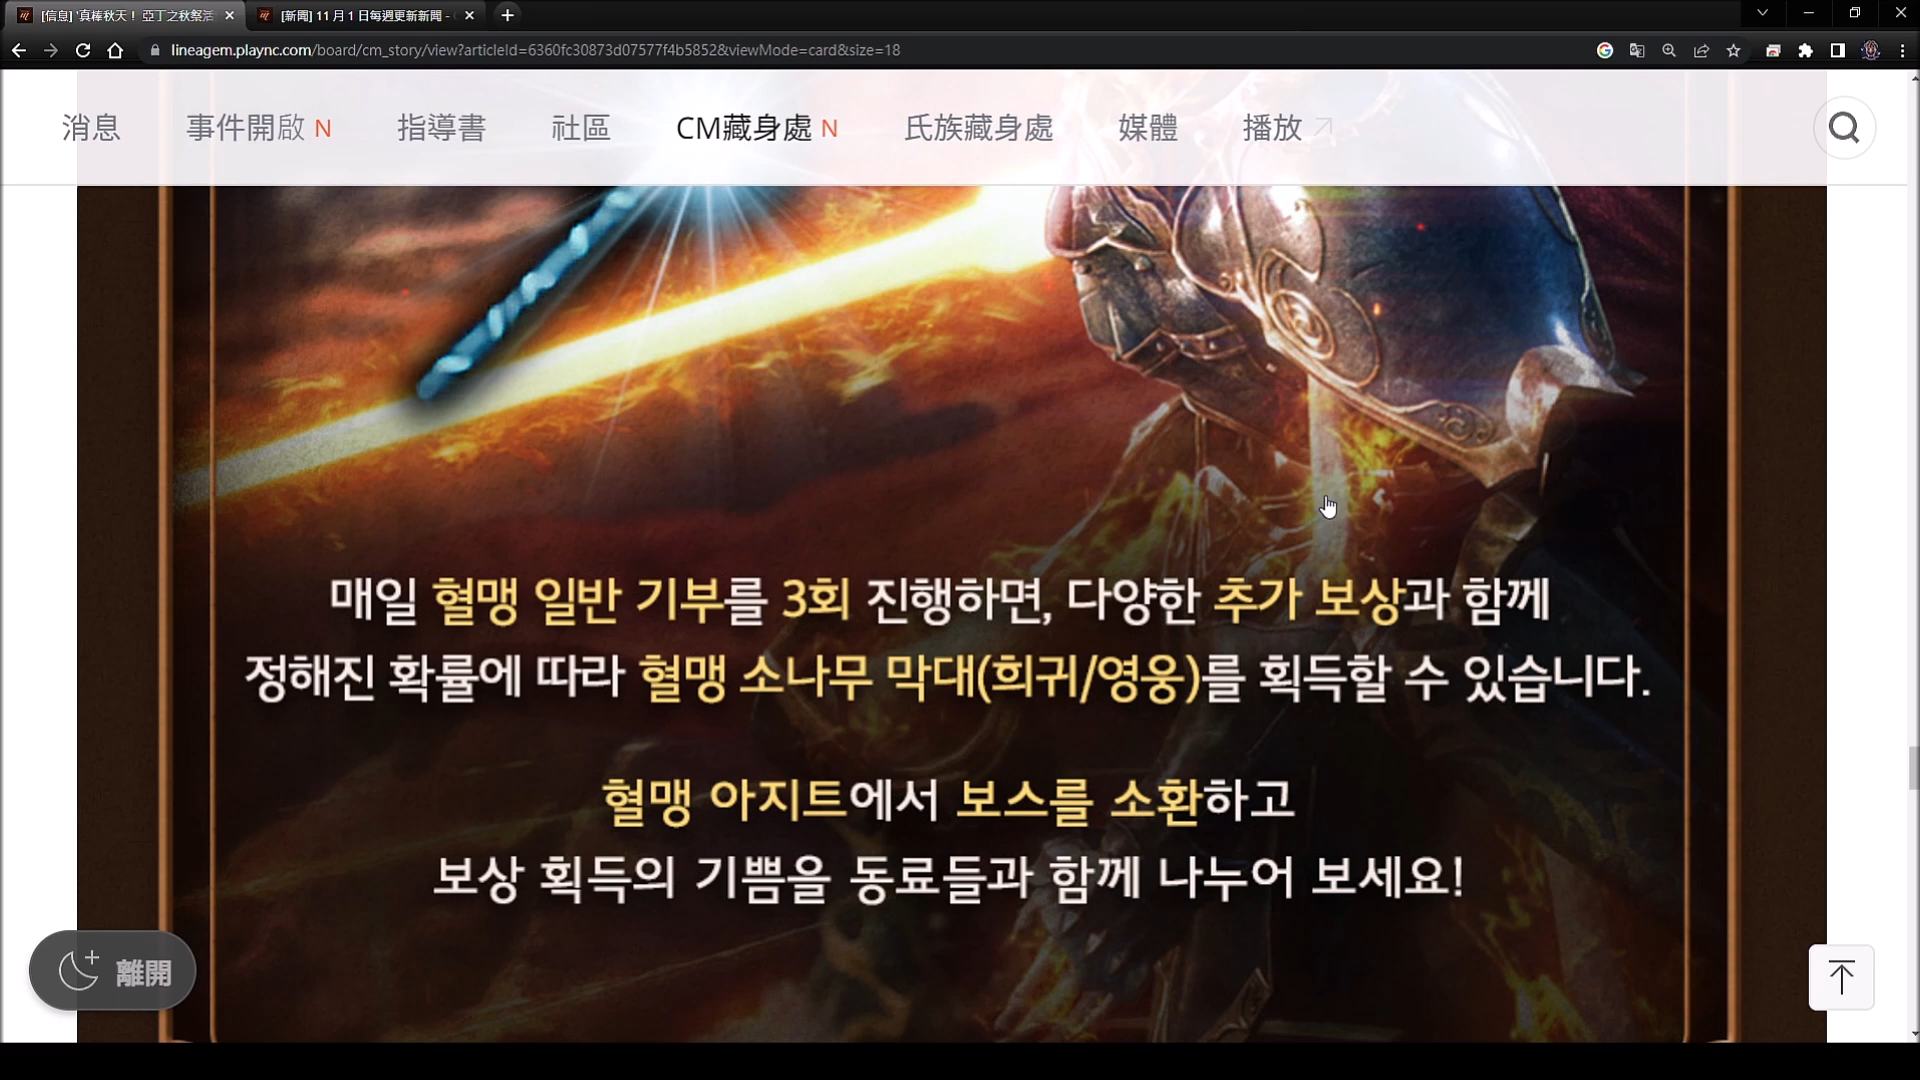 [信息] '真棒秋天！ 亞丁之秋祭活
[新聞] 11 月 1 日每週更新新聞 -
lineagem.plaync.com/board/cm_story/view?articleId=6360fc30873d07577f4b5852&viewMode=card&size=18
消息 事件開啟 N 指導書 社區 CM藏身處 N 氏族藏身處 媒體 播放
매일 혈맹 일반 기부를 3회 진행하면, 다양한 추가 보상과 함께
정해진 확률에 따라 혈맹 소나무 막대(희귀/영웅)를 획득할 수 있습니다.
혈맹 아지트에서 보스를 소환하고
보상 획득의 기쁨을 동료들과 함께 나누어 보세요!
離開